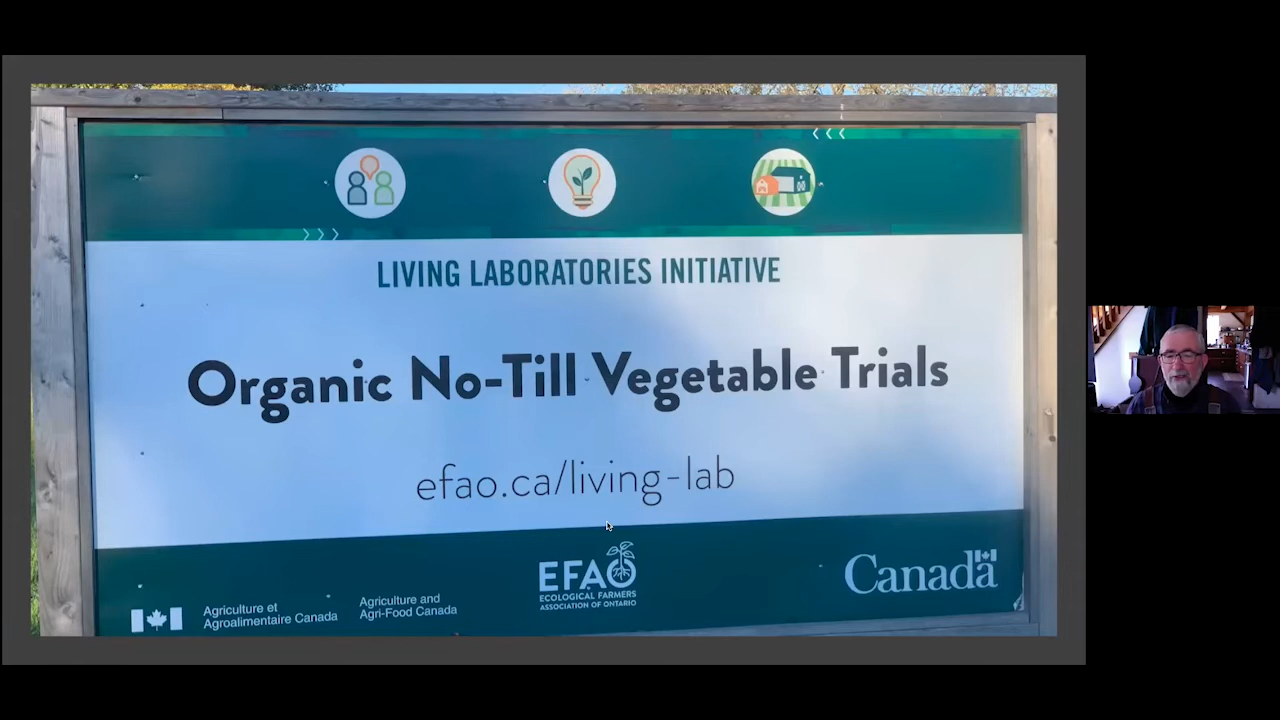 LIVING LABORATORIES INITIATIVE
Organic No-Till Vegetable Trials
efao.ca/living-lab
Agriculture et
Agroalimentaire Canada
Agriculture and
Agri-Food Canada
EFAO
ECOLOGICAL FARMERS
ASSOCIATION OF ONTARIO
Canada